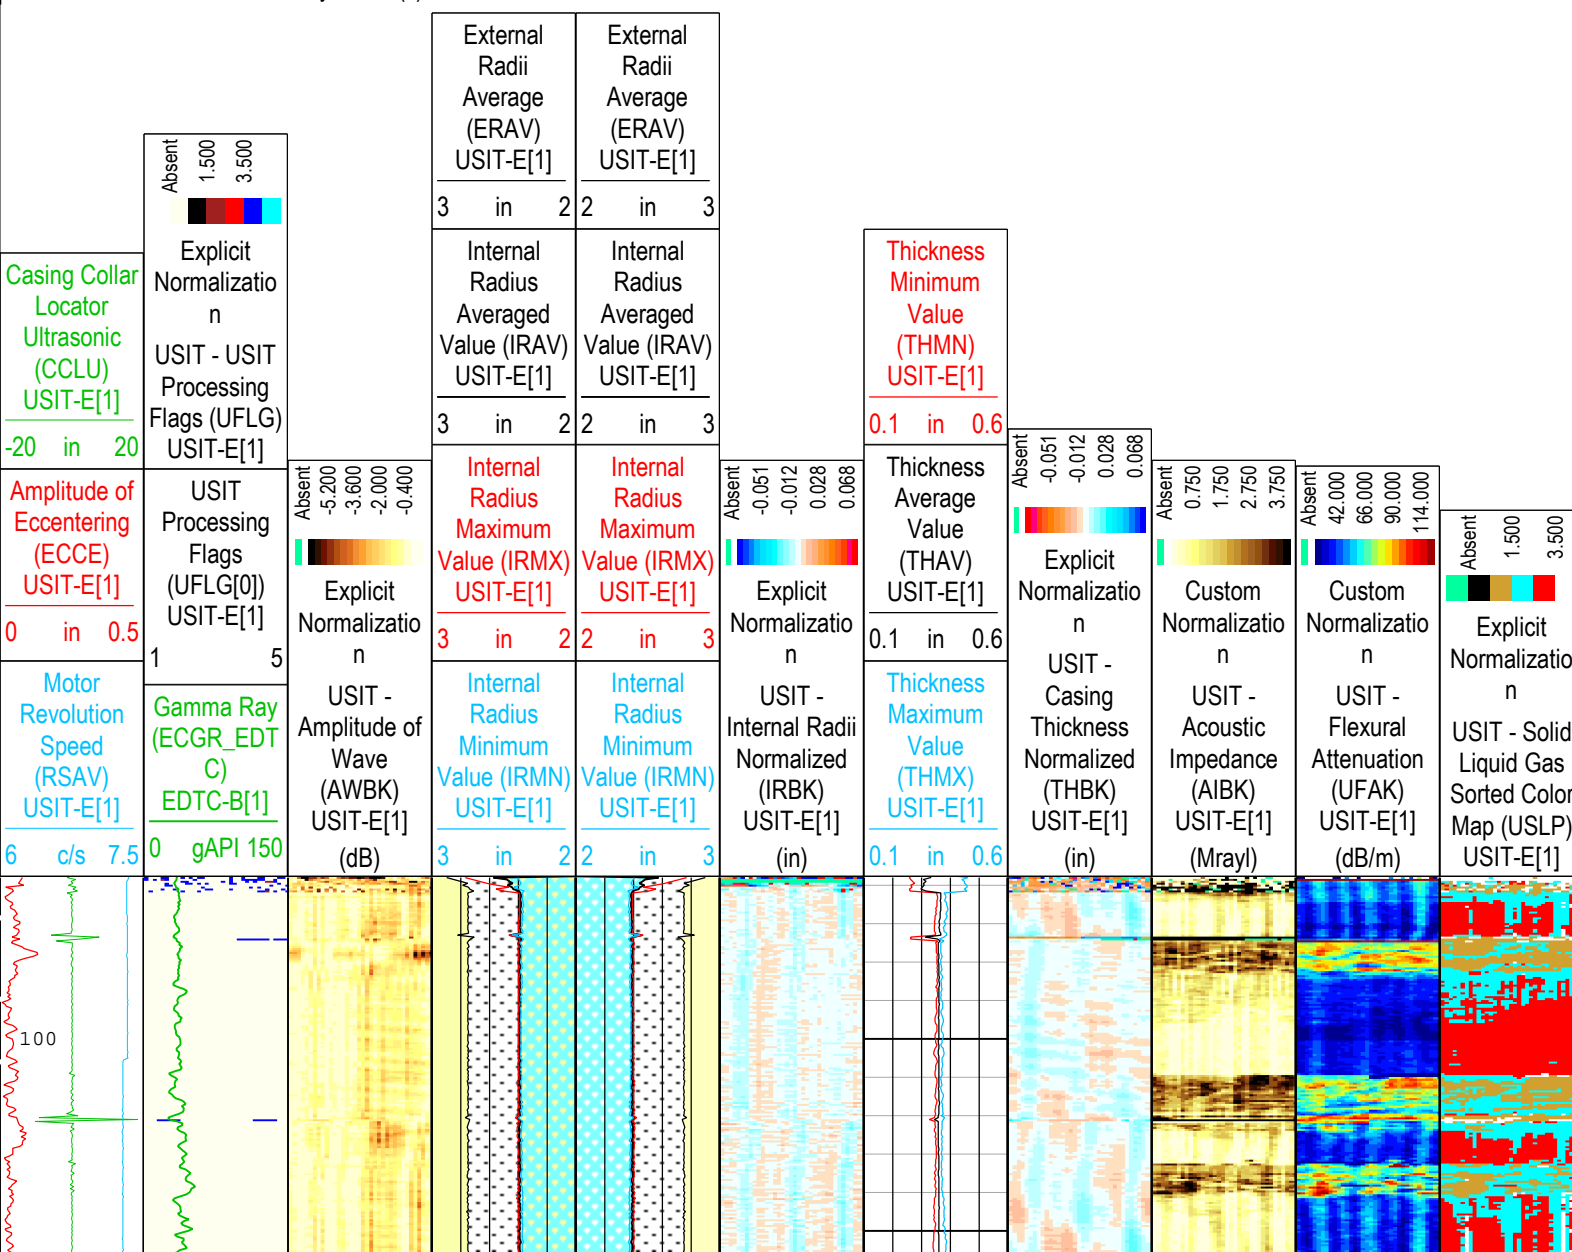 Casing Collar
Locator
Ultrasonic
(CCLU)
USIT-E[1]
-20 in 20
Amplitude of
Eccentering
(ECCE)
USIT-E[1]
0 in 0.5
Motor
Revolution
Speed
(RSAV)
USIT-E[1]
6 c/s 7.5
Absent
1.500
3.500
Explicit
Normalizatio
n
USIT - USIT
Processing
Flags (UFLG)
USIT-E[1]
USIT
Processing
Flags
(UFLG[0])
USIT-E[1]
1 5
Gamma Ray
(ECGR_EDT
C)
EDTC-B[1]
0 gAPI 150
Absent
-5.200
-3.600
-2.000
-0.400
Explicit
Normalizatio
n
USIT -
Amplitude of
Wave
(AWBK)
USIT-E[1]
(dB)
External
Radii
Average
(ERAV)
USIT-E[1]
3 in 2
Internal
Radius
Averaged
Value (IRAV)
USIT-E[1]
3 in 2
Internal
Radius
Maximum
Value (IRMX)
USIT-E[1]
3 in 2
Internal
Radius
Minimum
Value (IRMN)
USIT-E[1]
3 in 2
External
Radii
Average
(ERAV)
USIT-E[1]
2 in 3
Internal
Radius
Averaged
Value (IRAV)
USIT-E[1]
2 in 3
Internal
Radius
Maximum
Value (IRMX)
USIT-E[1]
2 in 3
Internal
Radius
Minimum
Value (IRMN)
USIT-E[1]
2 in 3
Absent
-0.051
-0.012
0.028
0.068
Explicit
Normalizatio
n
USIT -
Internal Radii
Normalized
(IRBK)
USIT-E[1]
(in)
Thickness
Minimum
Value
(THMN)
USIT-E[1]
0.1 in 0.6
Thickness
Average
Value
(THAV)
USIT-E[1]
0.1 in 0.6
Thickness
Maximum
Value
(THMX)
USIT-E[1]
0.1 in 0.6
Absent
-0.051
-0.012
0.028
0.068
Explicit
Normalizatio
n
USIT -
Casing
Thickness
Normalized
(THBK)
USIT-E[1]
(in)
Absent
0.750
1.750
2.750
3.750
Custom
Normalizatio
n
USIT -
Acoustic
Impedance
(AIBK)
USIT-E[1]
(Mrayl)
Absent
42.000
66.000
90.000
114.000
Custom
Normalizatio
n
USIT -
Flexural
Attenuation
(UFAK)
USIT-E[1]
(dB/m)
Absent
1.500
3.500
Explicit
Normalizatio
n
USIT - Solid
Liquid Gas
Sorted Color
Map (USLP)
USIT-E[1]
100